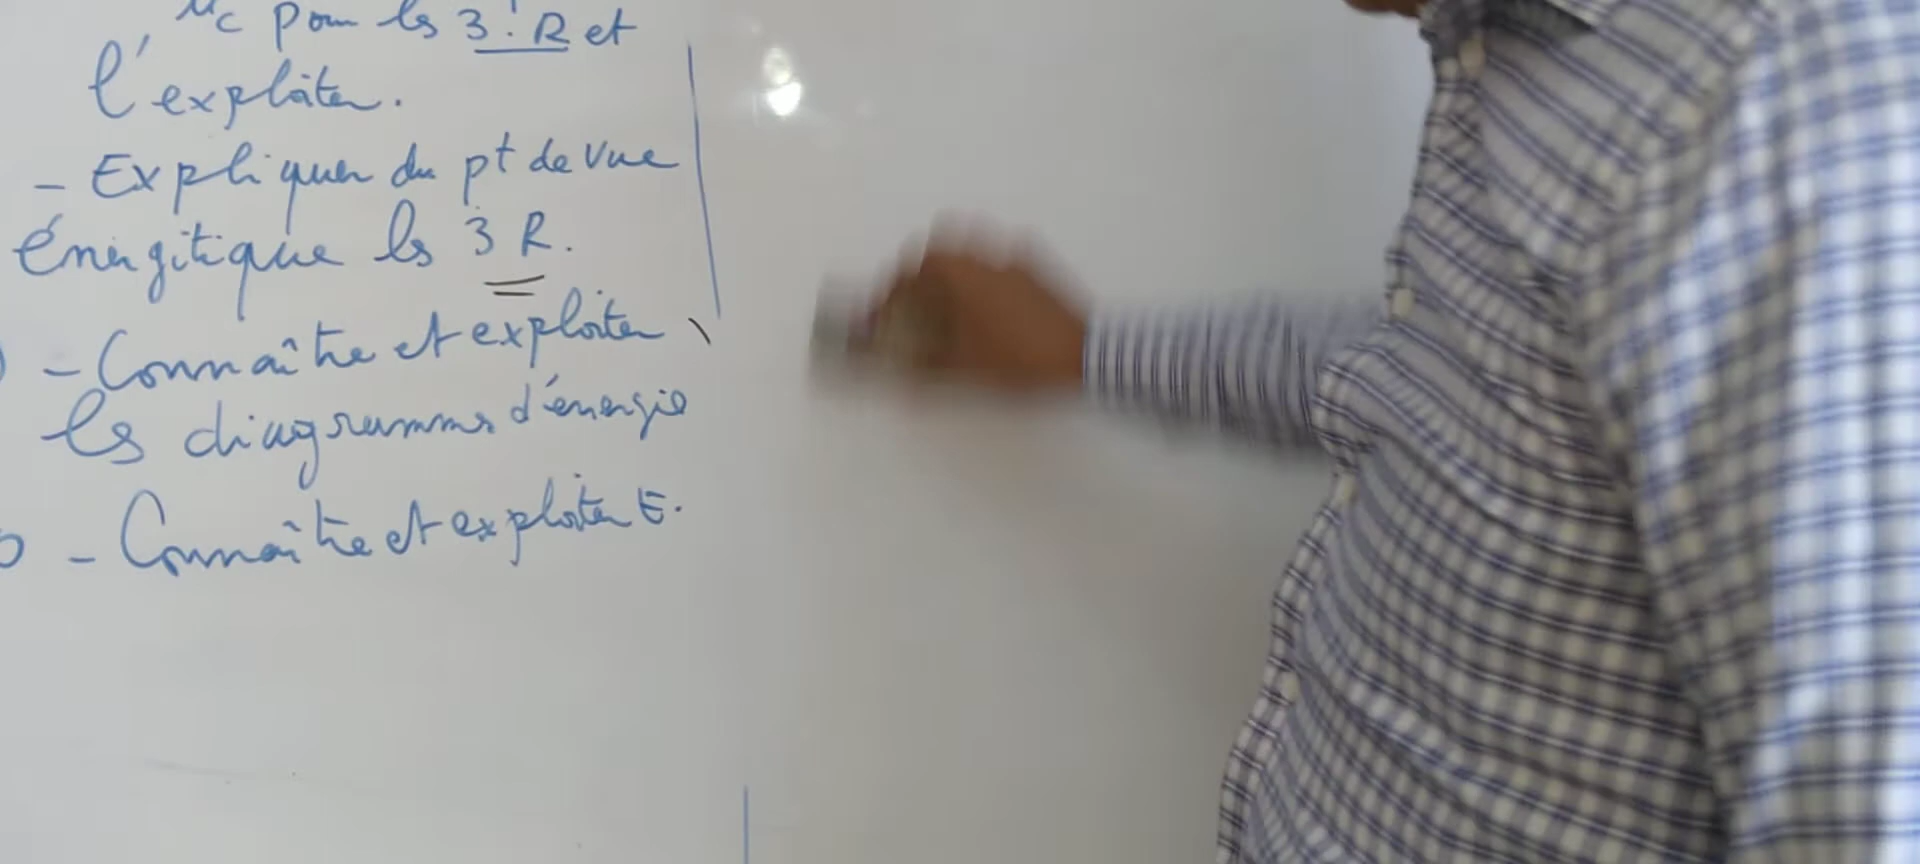 uc pour les 3 R et
l'exploiter.
- Expliquer du pt de vue
énergitique les 3 R.
- Connaître et exploiter
les diagrammes d'énergie
- Connaître et exploiter E.